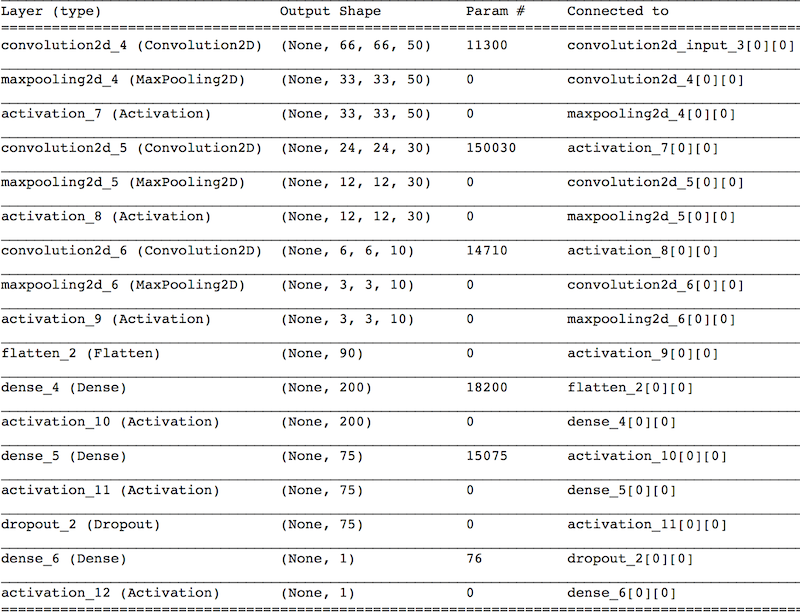 Layer (type) Output Shape Param # Connected to
convolution2d_4 (Convolution2D) (None, 66, 66, 50) 11300 convolution2d_input_3[0][0]
maxpooling2d_4 (MaxPooling2D) (None, 33, 33, 50) 0 convolution2d_4[0][0]
activation_7 (Activation) (None, 33, 33, 50) 0 maxpooling2d_4[0][0]
convolution2d_5 (Convolution2D) (None, 24, 24, 30) 150030 activation_7[0][0]
maxpooling2d_5 (MaxPooling2D) (None, 12, 12, 30) 0 convolution2d_5[0][0]
activation_8 (Activation) (None, 12, 12, 30) 0 maxpooling2d_5[0][0]
convolution2d_6 (Convolution2D) (None, 6, 6, 10) 14710 activation_8[0][0]
maxpooling2d_6 (MaxPooling2D) (None, 3, 3, 10) 0 convolution2d_6[0][0]
activation_9 (Activation) (None, 3, 3, 10) 0 maxpooling2d_6[0][0]
flatten_2 (Flatten) (None, 90) 0 activation_9[0][0]
dense_4 (Dense) (None, 200) 18200 flatten_2[0][0]
activation_10 (Activation) (None, 200) 0 dense_4[0][0]
dense_5 (Dense) (None, 75) 15075 activation_10[0][0]
activation_11 (Activation) (None, 75) 0 dense_5[0][0]
dropout_2 (Dropout) (None, 75) 0 activation_11[0][0]
dense_6 (Dense) (None, 1) 76 dropout_2[0][0]
activation_12 (Activation) (None, 1) 0 dense_6[0][0]